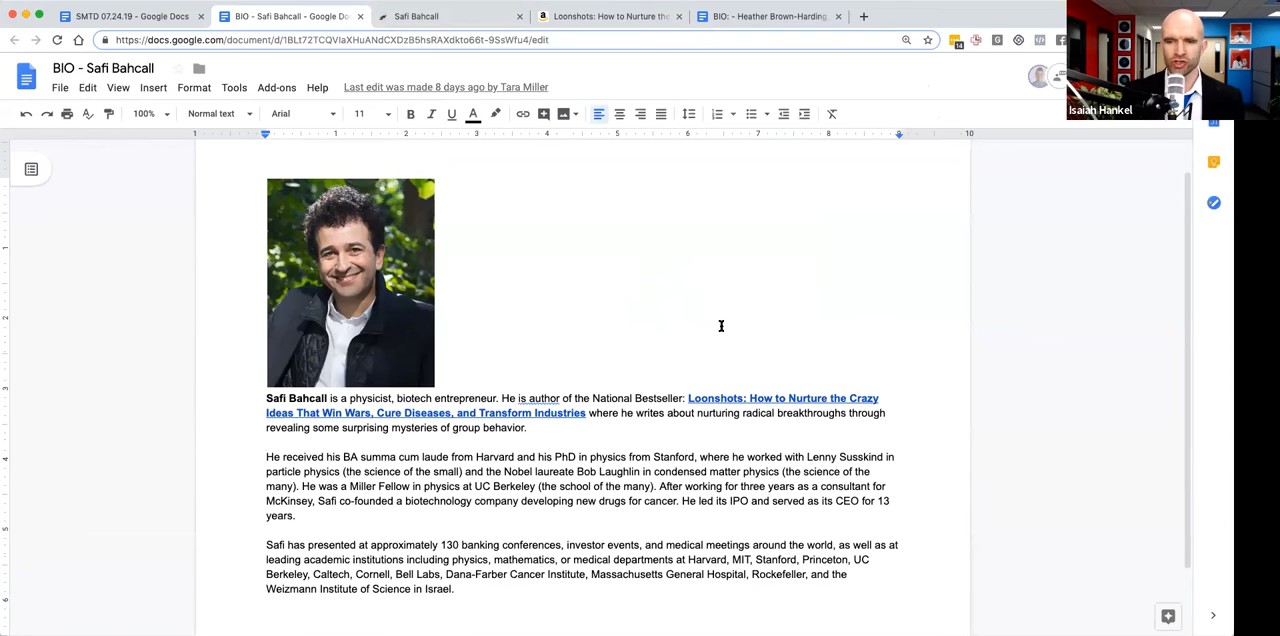 SMTD 07.24.19 - Google Docs
BIO - Safi Bahcall - Google Do
Safi Bahcall
Loonshots: How to Nurture the
BIO: - Heather Brown-Harding,
https://docs.google.com/document/d/1BLt72TCQVIaXHuANdCXDzB5hsRAXdkto66t-9SsWfu4/edit
14
BIO - Safi Bahcall
File Edit View Insert Format Tools Add-ons Help Last edit was made 8 days ago by Tara Miller
100% Normal text Arial 11 B I U A
1 1 2 3 4 5 6 7 8 9 10
Isaiah Hankel
Safi Bahcall is a physicist, biotech entrepreneur. He is author of the National Bestseller: Loonshots: How to Nurture the Crazy
Ideas That Win Wars, Cure Diseases, and Transform Industries where he writes about nurturing radical breakthroughs through
revealing some surprising mysteries of group behavior.
He received his BA summa cum laude from Harvard and his PhD in physics from Stanford, where he worked with Lenny Susskind in
particle physics (the science of the small) and the Nobel laureate Bob Laughlin in condensed matter physics (the science of the
many). He was a Miller Fellow in physics at UC Berkeley (the school of the many). After working for three years as a consultant for
McKinsey, Safi co-founded a biotechnology company developing new drugs for cancer. He led its IPO and served as its CEO for 13
years.
Safi has presented at approximately 130 banking conferences, investor events, and medical meetings around the world, as well as at
leading academic institutions including physics, mathematics, or medical departments at Harvard, MIT, Stanford, Princeton, UC
Berkeley, Caltech, Cornell, Bell Labs, Dana-Farber Cancer Institute, Massachusetts General Hospital, Rockefeller, and the
Weizmann Institute of Science in Israel.